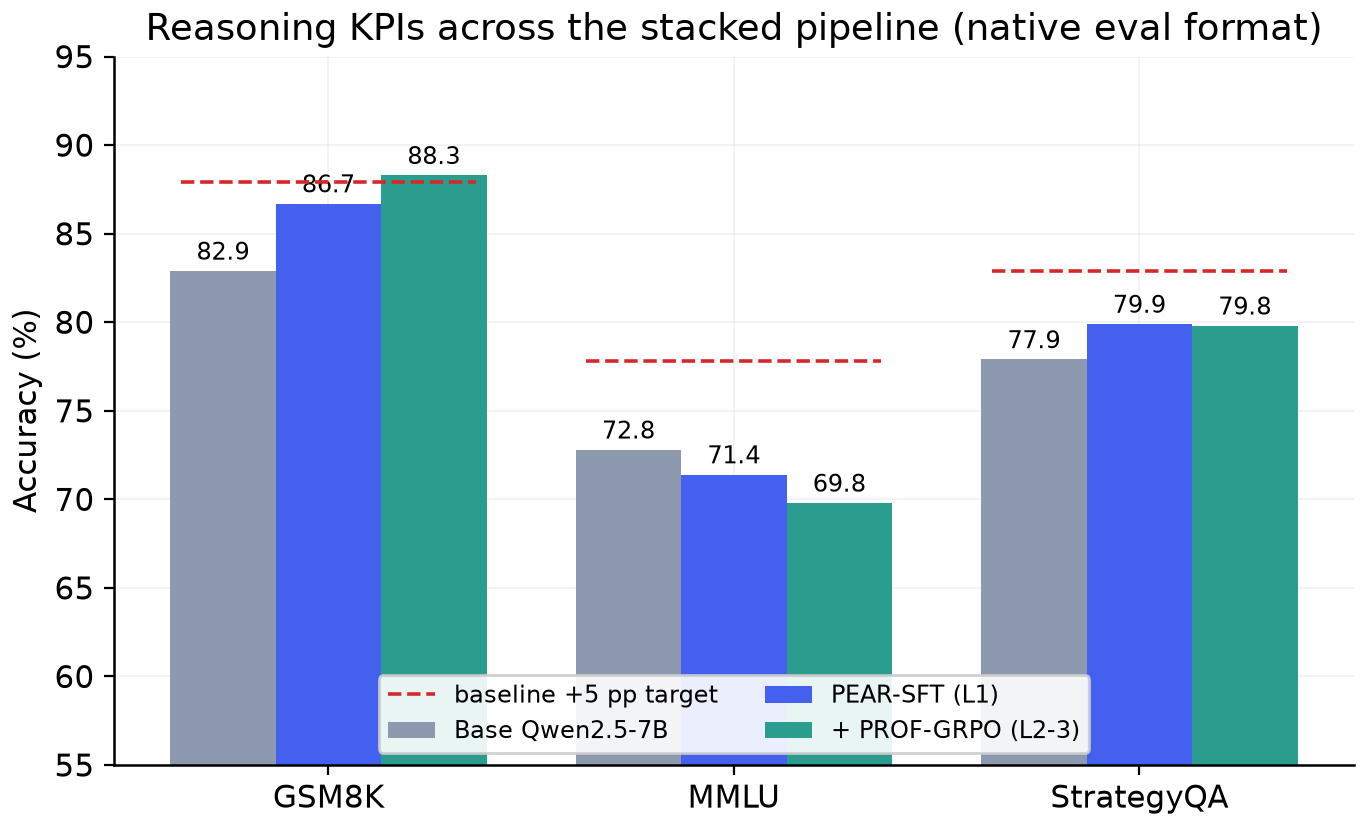 Reasoning KPIs across the stacked pipeline (native eval format)
Accuracy (%)
95
90
85
80
75
70
65
60
55
82.9
86.7
88.3
72.8
71.4
69.8
77.9
79.9
79.8
baseline +5 pp target
Base Qwen2.5-7B
PEAR-SFT (L1)
+ PROF-GRPO (L2-3)
GSM8K
MMLU
StrategyQA